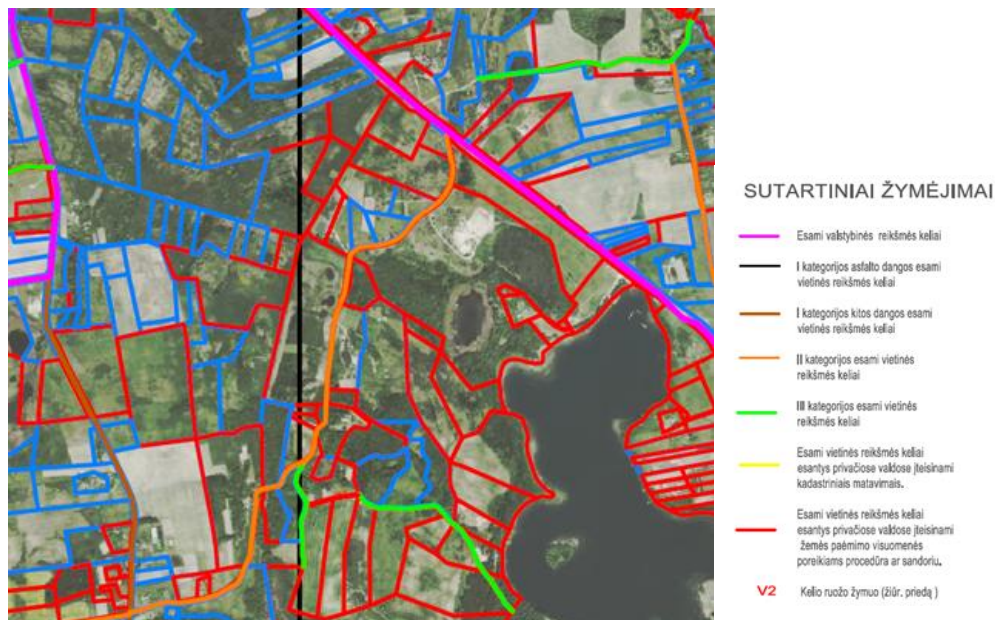 SUTARTINIAI ŽYMĖJIMAI
Esami valstybinės reikšmės keliai
I kategorijos asfalto dangos esami
vietinės reikšmės keliai
I kategorijos kitos dangos esami
vietinės reikšmės keliai
II kategorijos esami vietinės
reikšmės keliai
III kategorijos esami vietinės
reikšmės keliai
Esami vietinės reikšmės keliai
esantys privačiose valdose įteisinami
kadastriniais matavimais.
Esami vietinės reikšmės keliai
esantys privačiose valdose įteisinami
žemės paėmimo visuomenės
poreikiams procedūra ar sandoriu.
V2 Kelio ruožo žymuo (žiūr. priedą )